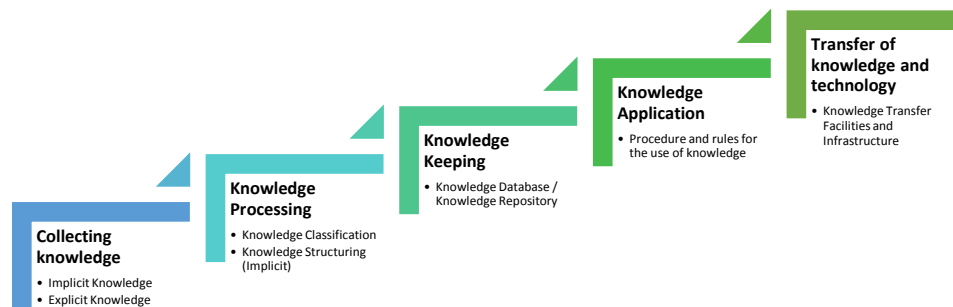 Collecting
knowledge
• Implicit Knowledge
• Explicit Knowledge
Knowledge
Processing
• Knowledge Classification
• Knowledge Structuring
(Implicit)
Knowledge
Keeping
• Knowledge Database /
Knowledge Repository
Knowledge
Application
• Procedure and rules for
the use of knowledge
Transfer of
knowledge and
technology
• Knowledge Transfer
Facilities and
Infrastructure